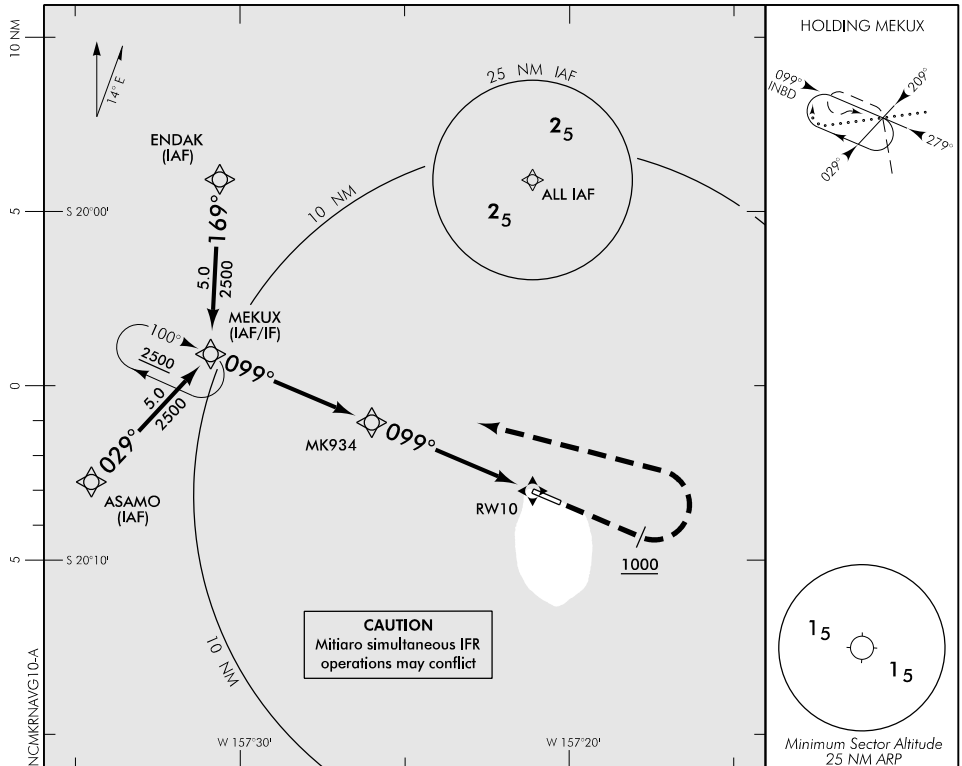 10 NM
5
0
5
NCMKRNAVG10-A
14° E
ENDAK
(IAF)
S 20°00'
169°
5.0
2500
10 NM
25 NM IAF
25
ALL IAF
25
MEKUX
(IAF/IF)
100°
2500
099°
5.0
2500
029°
ASAMO
(IAF)
MK934
099°
RW10
1000
S 20°10'
10 NM
CAUTION
Mitiaro simultaneous IFR
operations may conflict
W 157°30'
W 157°20'
HOLDING MEKUX
099°
INBD
209°
279°
029°
15
15
Minimum Sector Altitude
25 NM ARP